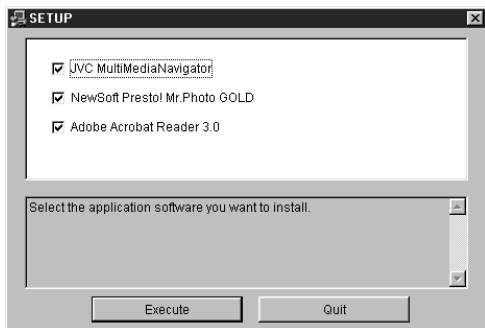 SETUP
JVC MultiMediaNavigator
NewSoft Presto! Mr.Photo GOLD
Adobe Acrobat Reader 3.0
Select the application software you want to install.
Execute Quit